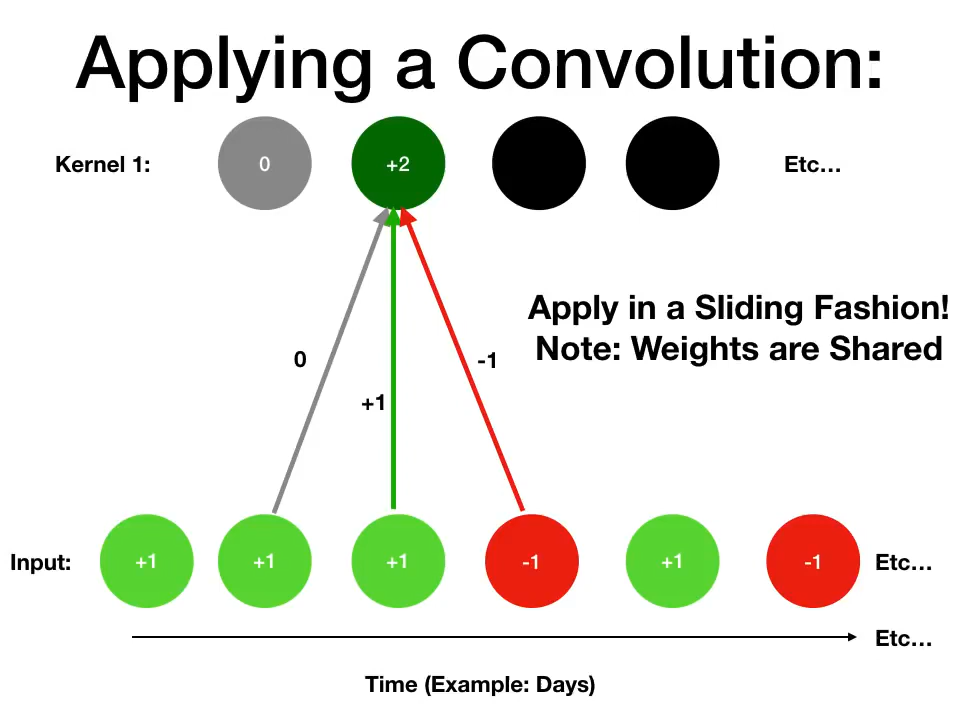 Applying a Convolution:
Kernel 1: 0 +2 Etc…
Apply in a Sliding Fashion!
Note: Weights are Shared
0 -1
+1
Input: +1 +1 +1 -1 +1 -1 Etc…
Etc…
Time (Example: Days)